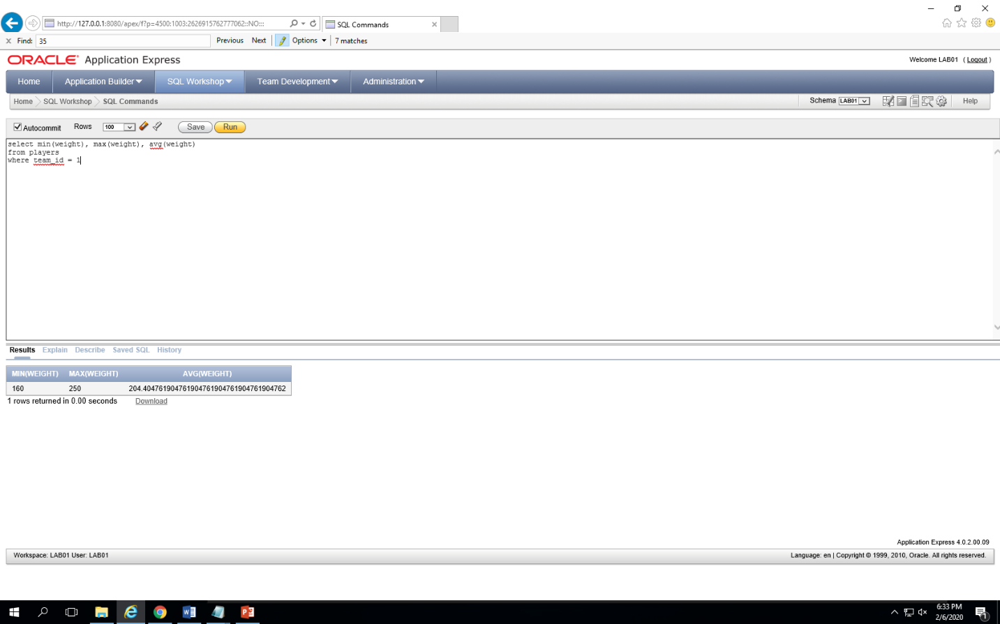 http://127.0.0.1:8080/apex/f?p=4500:1003:2626915762777062::NO:::
SQL Commands
x Find: 35 Previous Next Options 7 matches
ORACLE Application Express
Welcome LAB01 (Logout)
Home Application Builder SQL Workshop Team Development Administration
Home SQL Workshop SQL Commands
Schema LAB01 Help
Autocommit Rows 100 Save Run
select min(weight), max(weight), avg(weight)
from players
where team_id = 1
Results Explain Describe Saved SQL History
MIN(WEIGHT) MAX(WEIGHT) AVG(WEIGHT)
160 250 204.404761904761904761904761904761904762
1 rows returned in 0.00 seconds Download
Application Express 4.0.2.00.09
Workspace: LAB01 User: LAB01
Language: en | Copyright © 1999, 2010, Oracle. All rights reserved.
6:33 PM
2/6/2020
1